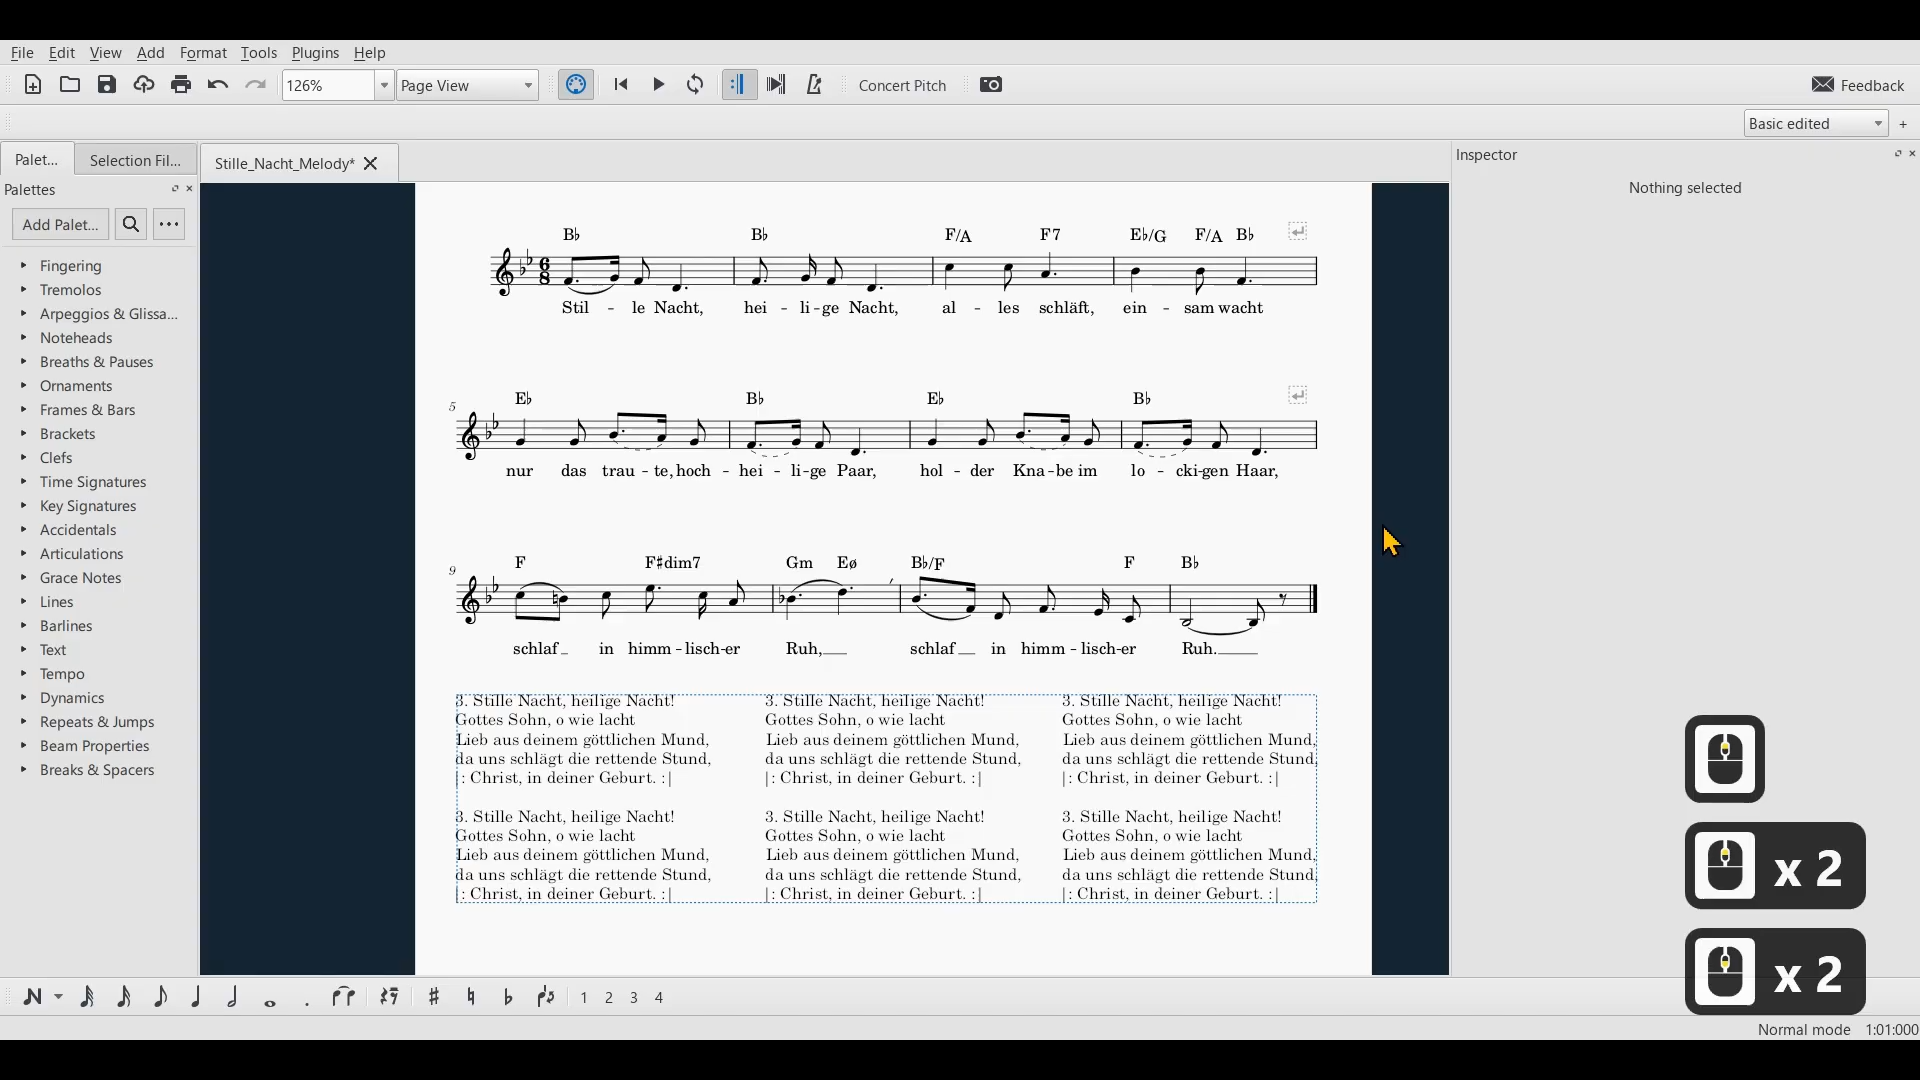 File Edit View Add Format Tools Plugins Help
126% Page View Concert Pitch Feedback
Basic edited +
Palet... Selection Fil... Stille_Nacht_Melody* Inspector
Palettes
Nothing selected
Add Palet... ...
Fingering
Tremolos
Arpeggios & Glissa...
Noteheads
Breaths & Pauses
Ornaments
Frames & Bars
Brackets
Clefs
Time Signatures
Key Signatures
Accidentals
Articulations
Grace Notes
Lines
Barlines
Text
Tempo
Dynamics
Repeats & Jumps
Beam Properties
Breaks & Spacers
B♭ B♭ F/A F7 E♭/G F/A B♭
6
8
Stil - le Nacht, hei - li - ge Nacht, al - les schläft, ein - sam wacht
E♭ B♭ E♭ B♭
5
nur das trau - te, hoch - hei - li - ge Paar, hol - der Kna - be im lo - cki - gen Haar,
F F♯dim7 Gm Eø B♭/F F B♭
9
schlaf_ in himm - lisch-er Ruh,__ schlaf__ in himm - lisch-er Ruh.____
3. Stille Nacht, heilige Nacht! 3. Stille Nacht, heilige Nacht! 3. Stille Nacht, heilige Nacht!
Gottes Sohn, o wie lacht Gottes Sohn, o wie lacht Gottes Sohn, o wie lacht
Lieb aus deinem göttlichen Mund, Lieb aus deinem göttlichen Mund, Lieb aus deinem göttlichen Mund,
da uns schlägt die rettende Stund, da uns schlägt die rettende Stund, da uns schlägt die rettende Stund,
|: Christ, in deiner Geburt. :| |: Christ, in deiner Geburt. :| |: Christ, in deiner Geburt. :|
3. Stille Nacht, heilige Nacht! 3. Stille Nacht, heilige Nacht! 3. Stille Nacht, heilige Nacht!
Gottes Sohn, o wie lacht Gottes Sohn, o wie lacht Gottes Sohn, o wie lacht
Lieb aus deinem göttlichen Mund, Lieb aus deinem göttlichen Mund, Lieb aus deinem göttlichen Mund,
da uns schlägt die rettende Stund, da uns schlägt die rettende Stund, da uns schlägt die rettende Stund,
|: Christ, in deiner Geburt. :| |: Christ, in deiner Geburt. :| |: Christ, in deiner Geburt. :|
x 2
x 2
N 1 2 3 4
Normal mode 1:01:000